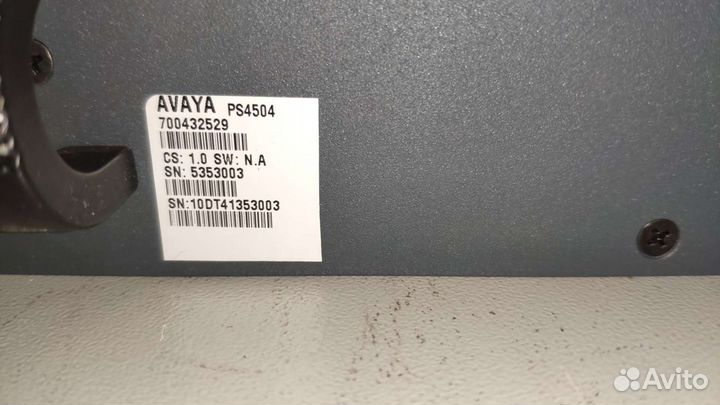 AVAYA PS4504
700432529
CS: 1.0 SW: N.A
SN: 5353003
SN:10DT41353003
Avito